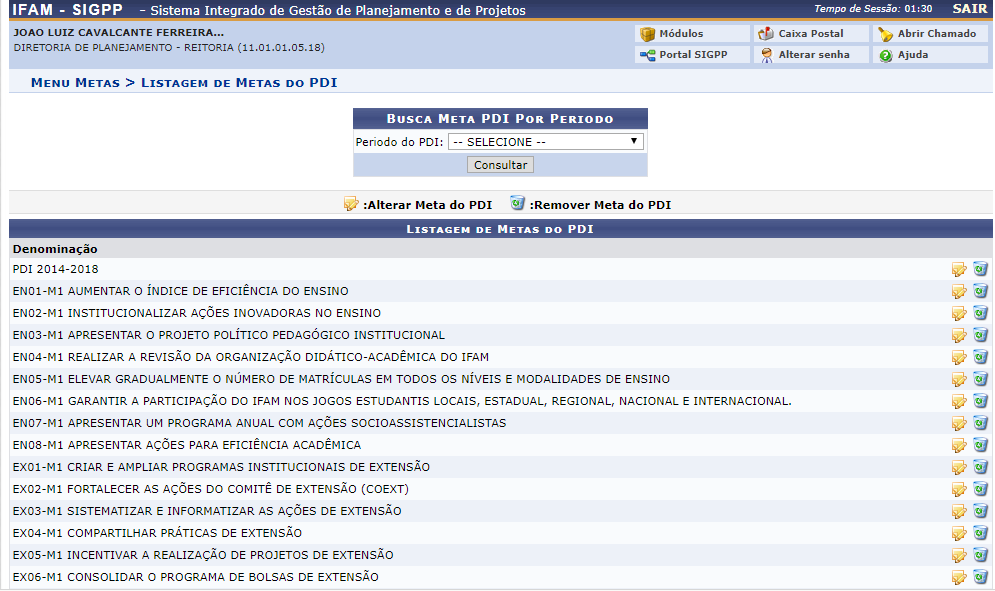 IFAM - SIGPP - Sistema Integrado de Gestão de Planejamento e de Projetos Tempo de Sessão: 01:30 SAIR
JOAO LUIZ CAVALCANTE FERREIRA...
DIRETORIA DE PLANEJAMENTO - REITORIA (11.01.01.05.18)
Módulos Caixa Postal Abrir Chamado
Portal SIGPP Alterar senha Ajuda
MENU METAS > LISTAGEM DE METAS DO PDI
BUSCA META PDI POR PERIODO
Periodo do PDI: -- SELECIONE --
Consultar
:Alterar Meta do PDI :Remover Meta do PDI
LISTAGEM DE METAS DO PDI
Denominação
PDI 2014-2018
EN01-M1 AUMENTAR O ÍNDICE DE EFICIÊNCIA DO ENSINO
EN02-M1 INSTITUCIONALIZAR AÇÕES INOVADORAS NO ENSINO
EN03-M1 APRESENTAR O PROJETO POLÍTICO PEDAGÓGICO INSTITUCIONAL
EN04-M1 REALIZAR A REVISÃO DA ORGANIZAÇÃO DIDÁTICO-ACADÊMICA DO IFAM
EN05-M1 ELEVAR GRADUALMENTE O NÚMERO DE MATRÍCULAS EM TODOS OS NÍVEIS E MODALIDADES DE ENSINO
EN06-M1 GARANTIR A PARTICIPAÇÃO DO IFAM NOS JOGOS ESTUDANTIS LOCAIS, ESTADUAL, REGIONAL, NACIONAL E INTERNACIONAL.
EN07-M1 APRESENTAR UM PROGRAMA ANUAL COM AÇÕES SOCIOASSISTENCIALISTAS
EN08-M1 APRESENTAR AÇÕES PARA EFICIÊNCIA ACADÊMICA
EX01-M1 CRIAR E AMPLIAR PROGRAMAS INSTITUCIONAIS DE EXTENSÃO
EX02-M1 FORTALECER AS AÇÕES DO COMITÊ DE EXTENSÃO (COEXT)
EX03-M1 SISTEMATIZAR E INFORMATIZAR AS AÇÕES DE EXTENSÃO
EX04-M1 COMPARTILHAR PRÁTICAS DE EXTENSÃO
EX05-M1 INCENTIVAR A REALIZAÇÃO DE PROJETOS DE EXTENSÃO
EX06-M1 CONSOLIDAR O PROGRAMA DE BOLSAS DE EXTENSÃO